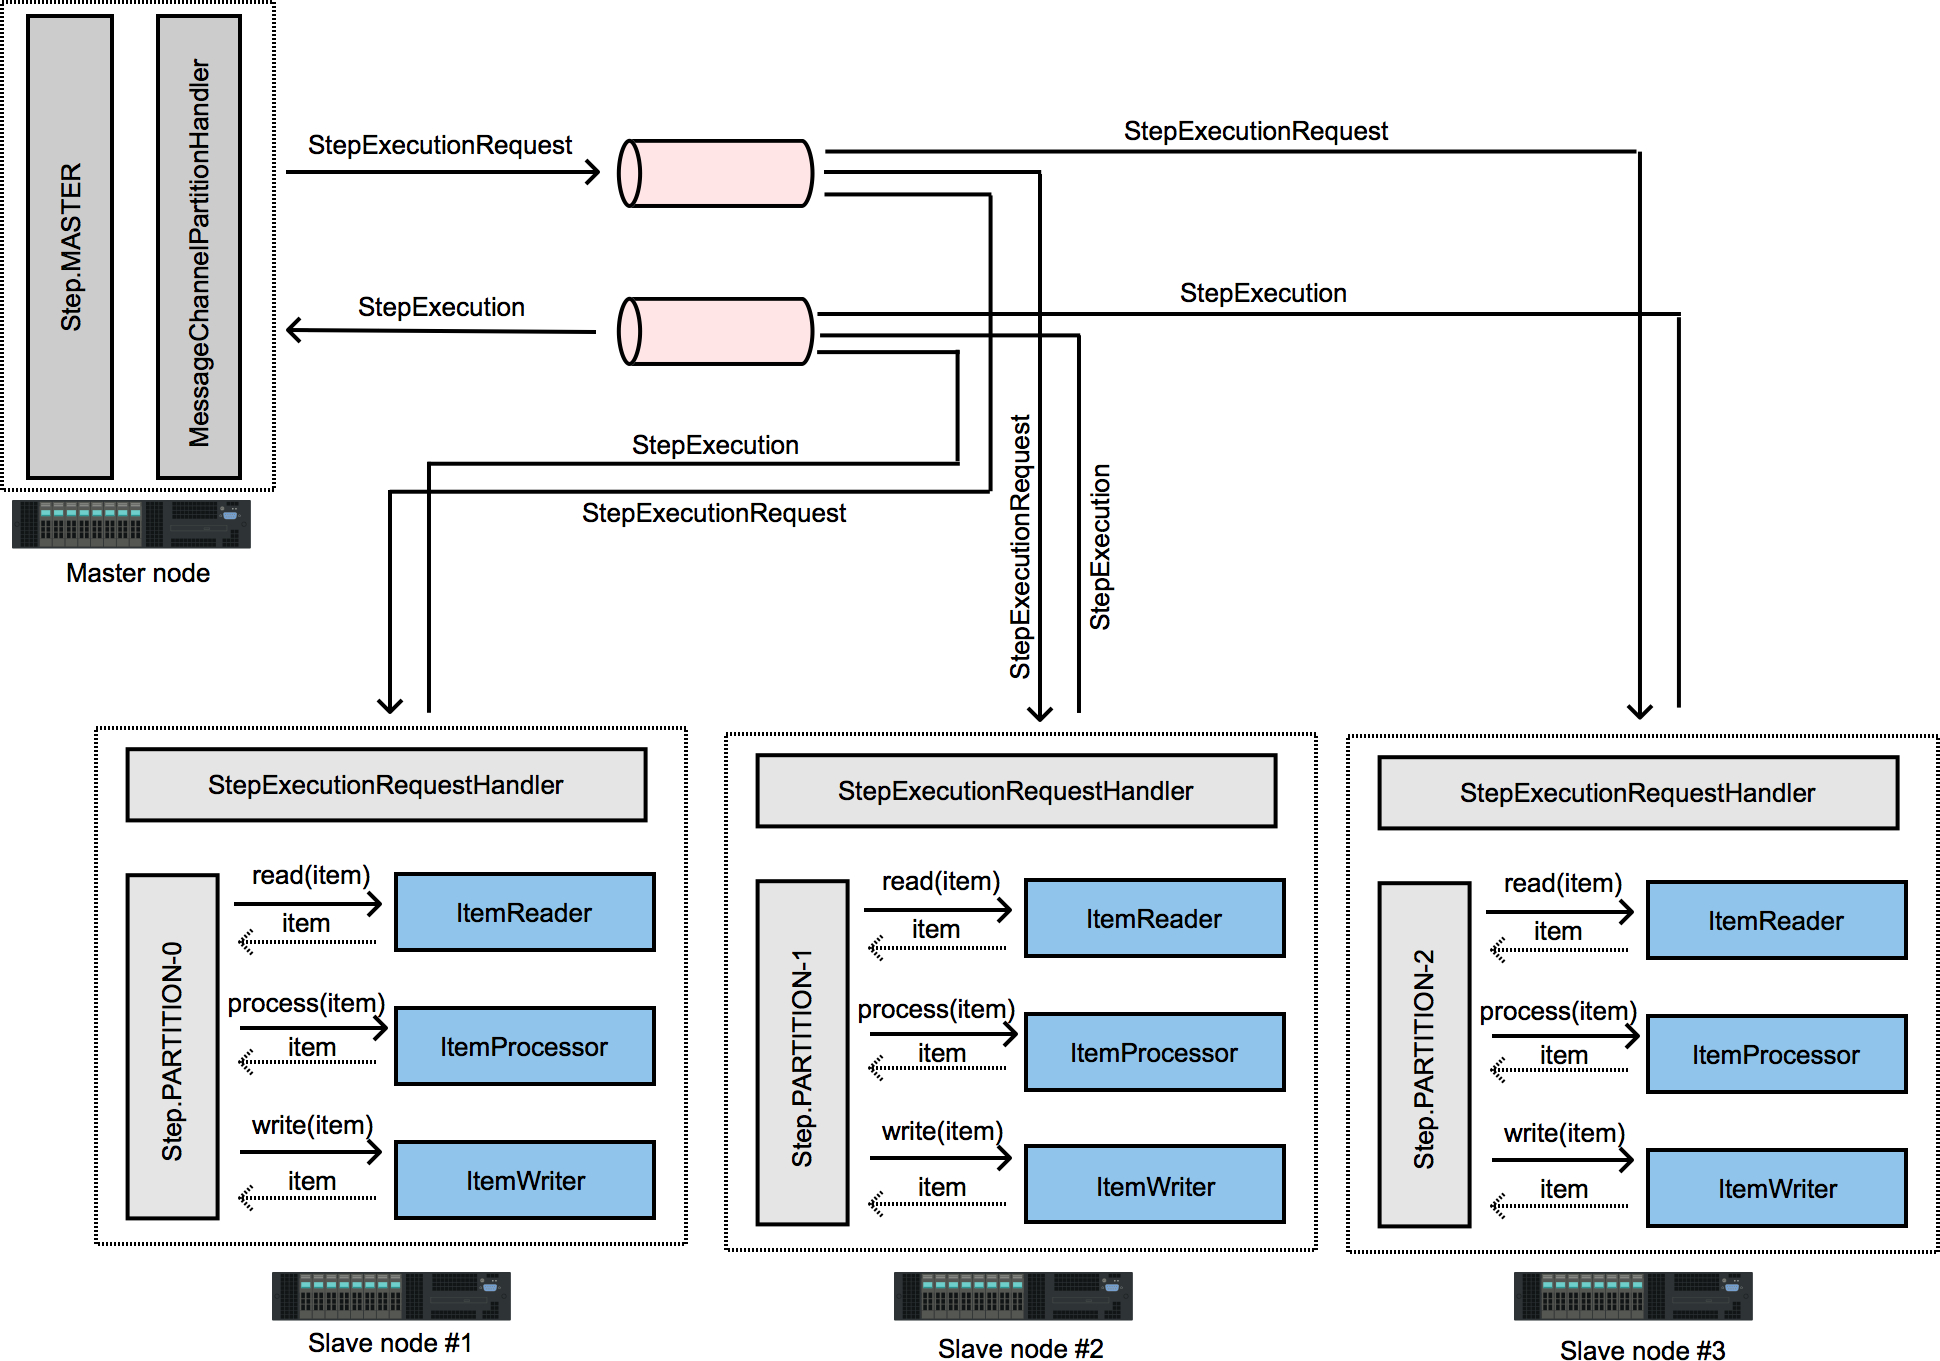 Step.MASTER
MessageChannelPartitionHandler
StepExecutionRequest
StepExecutionRequest
StepExecution
StepExecution
StepExecution
StepExecutionRequest
StepExecutionRequest
StepExecution
Master node
StepExecutionRequestHandler
Step.PARTITION-0
read(item)
item
ItemReader
process(item)
item
ItemProcessor
write(item)
item
ItemWriter
Slave node #1
StepExecutionRequestHandler
Step.PARTITION-1
read(item)
item
ItemReader
process(item)
item
ItemProcessor
write(item)
item
ItemWriter
Slave node #2
StepExecutionRequestHandler
Step.PARTITION-2
read(item)
item
ItemReader
process(item)
item
ItemProcessor
write(item)
item
ItemWriter
Slave node #3